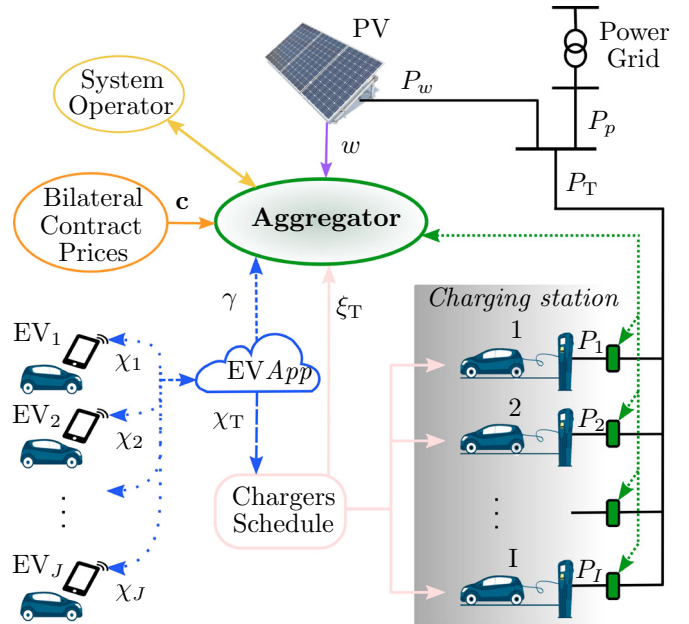 PV
Power
Grid
System
Operator
P_w
P_p
w
P_T
Bilateral
Contract
Prices
c
Aggregator
γ
ξ_T
Charging station
EV_1
χ_1
1
P_1
EVApp
EV_2
χ_2
χ_T
2
P_2
Chargers
Schedule
⋮
⋮
EV_J
χ_J
I
P_I